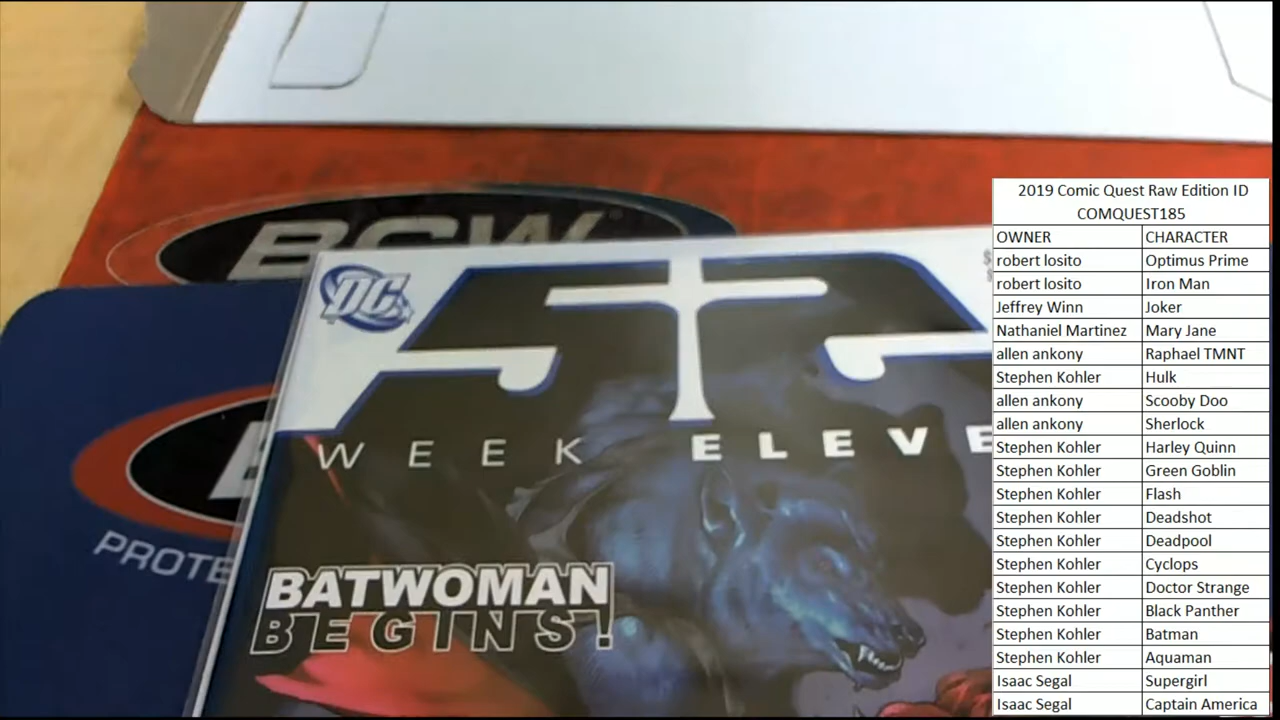 BCW
DC
WEEK ELEVE
BATWOMAN
BEGINS!
PROTE
2019 Comic Quest Raw Edition ID
COMQUEST185
OWNER CHARACTER
robert losito Optimus Prime
robert losito Iron Man
Jeffrey Winn Joker
Nathaniel Martinez Mary Jane
allen ankony Raphael TMNT
Stephen Kohler Hulk
allen ankony Scooby Doo
allen ankony Sherlock
Stephen Kohler Harley Quinn
Stephen Kohler Green Goblin
Stephen Kohler Flash
Stephen Kohler Deadshot
Stephen Kohler Deadpool
Stephen Kohler Cyclops
Stephen Kohler Doctor Strange
Stephen Kohler Black Panther
Stephen Kohler Batman
Stephen Kohler Aquaman
Isaac Segal Supergirl
Isaac Segal Captain America